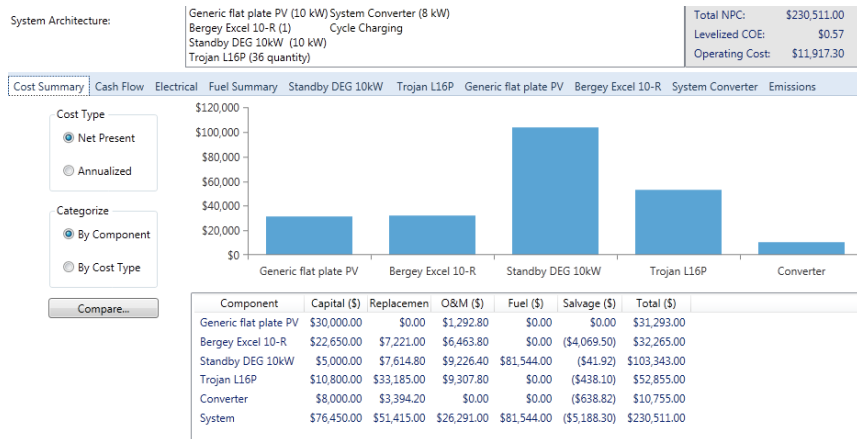 System Architecture:
Generic flat plate PV (10 kW) System Converter (8 kW)
Bergey Excel 10-R (1) Cycle Charging
Standby DEG 10kW (10 kW)
Trojan L16P (36 quantity)
Total NPC: $230,511.00
Levelized COE: $0.57
Operating Cost: $11,917.30
Cost Summary Cash Flow Electrical Fuel Summary Standby DEG 10kW Trojan L16P Generic flat plate PV Bergey Excel 10-R System Converter Emissions
Cost Type
Net Present
Annualized
Categorize
By Component
By Cost Type
Compare...
$120,000
$100,000
$80,000
$60,000
$40,000
$20,000
$0
Generic flat plate PV Bergey Excel 10-R Standby DEG 10kW Trojan L16P Converter
Component Capital ($) Replacemen O&M ($) Fuel ($) Salvage ($) Total ($)
Generic flat plate PV $30,000.00 $0.00 $1,292.80 $0.00 $0.00 $31,293.00
Bergey Excel 10-R $22,650.00 $7,221.00 $6,463.80 $0.00 ($4,069.50) $32,265.00
Standby DEG 10kW $5,000.00 $7,614.80 $9,226.40 $81,544.00 ($41.92) $103,343.00
Trojan L16P $10,800.00 $33,185.00 $9,307.80 $0.00 ($438.10) $52,855.00
Converter $8,000.00 $3,394.20 $0.00 $0.00 ($638.82) $10,755.00
System $76,450.00 $51,415.00 $26,291.00 $81,544.00 ($5,188.30) $230,511.00